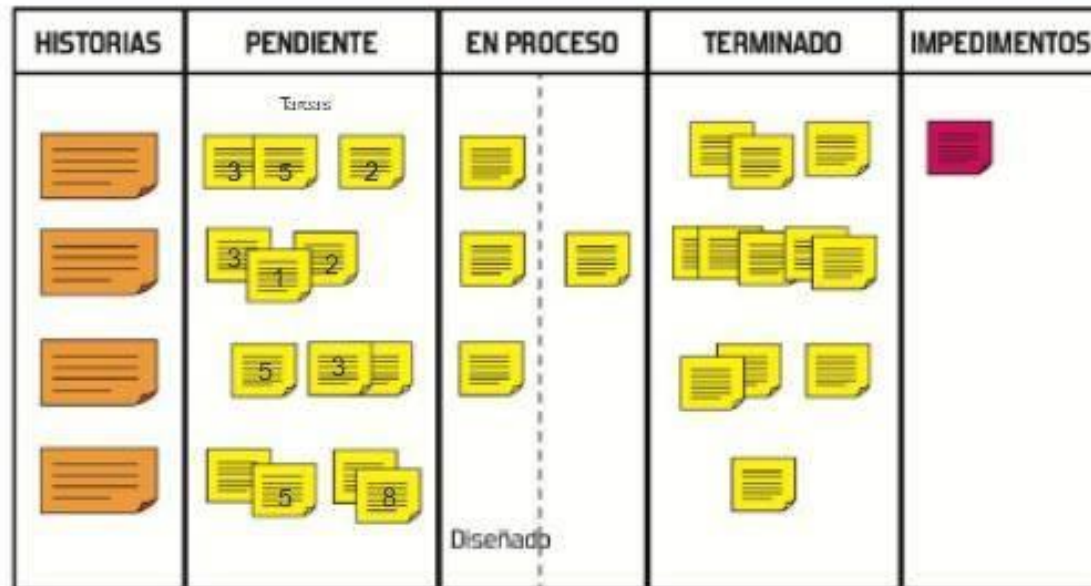 HISTORIAS PENDIENTE EN PROCESO TERMINADO IMPEDIMENTOS
Tareas
3 5 2
3 1 2
5 3
5 8
Diseñado